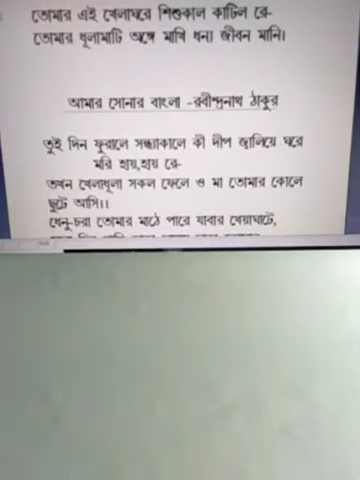 তোমার এই খেলাঘরে শিশুকাল কাটিল রে-
তোমার ধূলামাটি অঙ্গে মাখি ধন্য জীবন মানি।
আমার সোনার বাংলা -রবীন্দ্রনাথ ঠাকুর
তুই দিন ফুরালে সন্ধ্যাকালে কী দীপ জ্বালিয়ে ঘরে
মরি হায়,হায় রে-
তখন খেলাধূলা সকল ফেলে ও মা তোমার কোলে
ছুটে আসি।।
ধেনু-চরা তোমার মাঠে পারে যাবার খেয়াঘাটে,